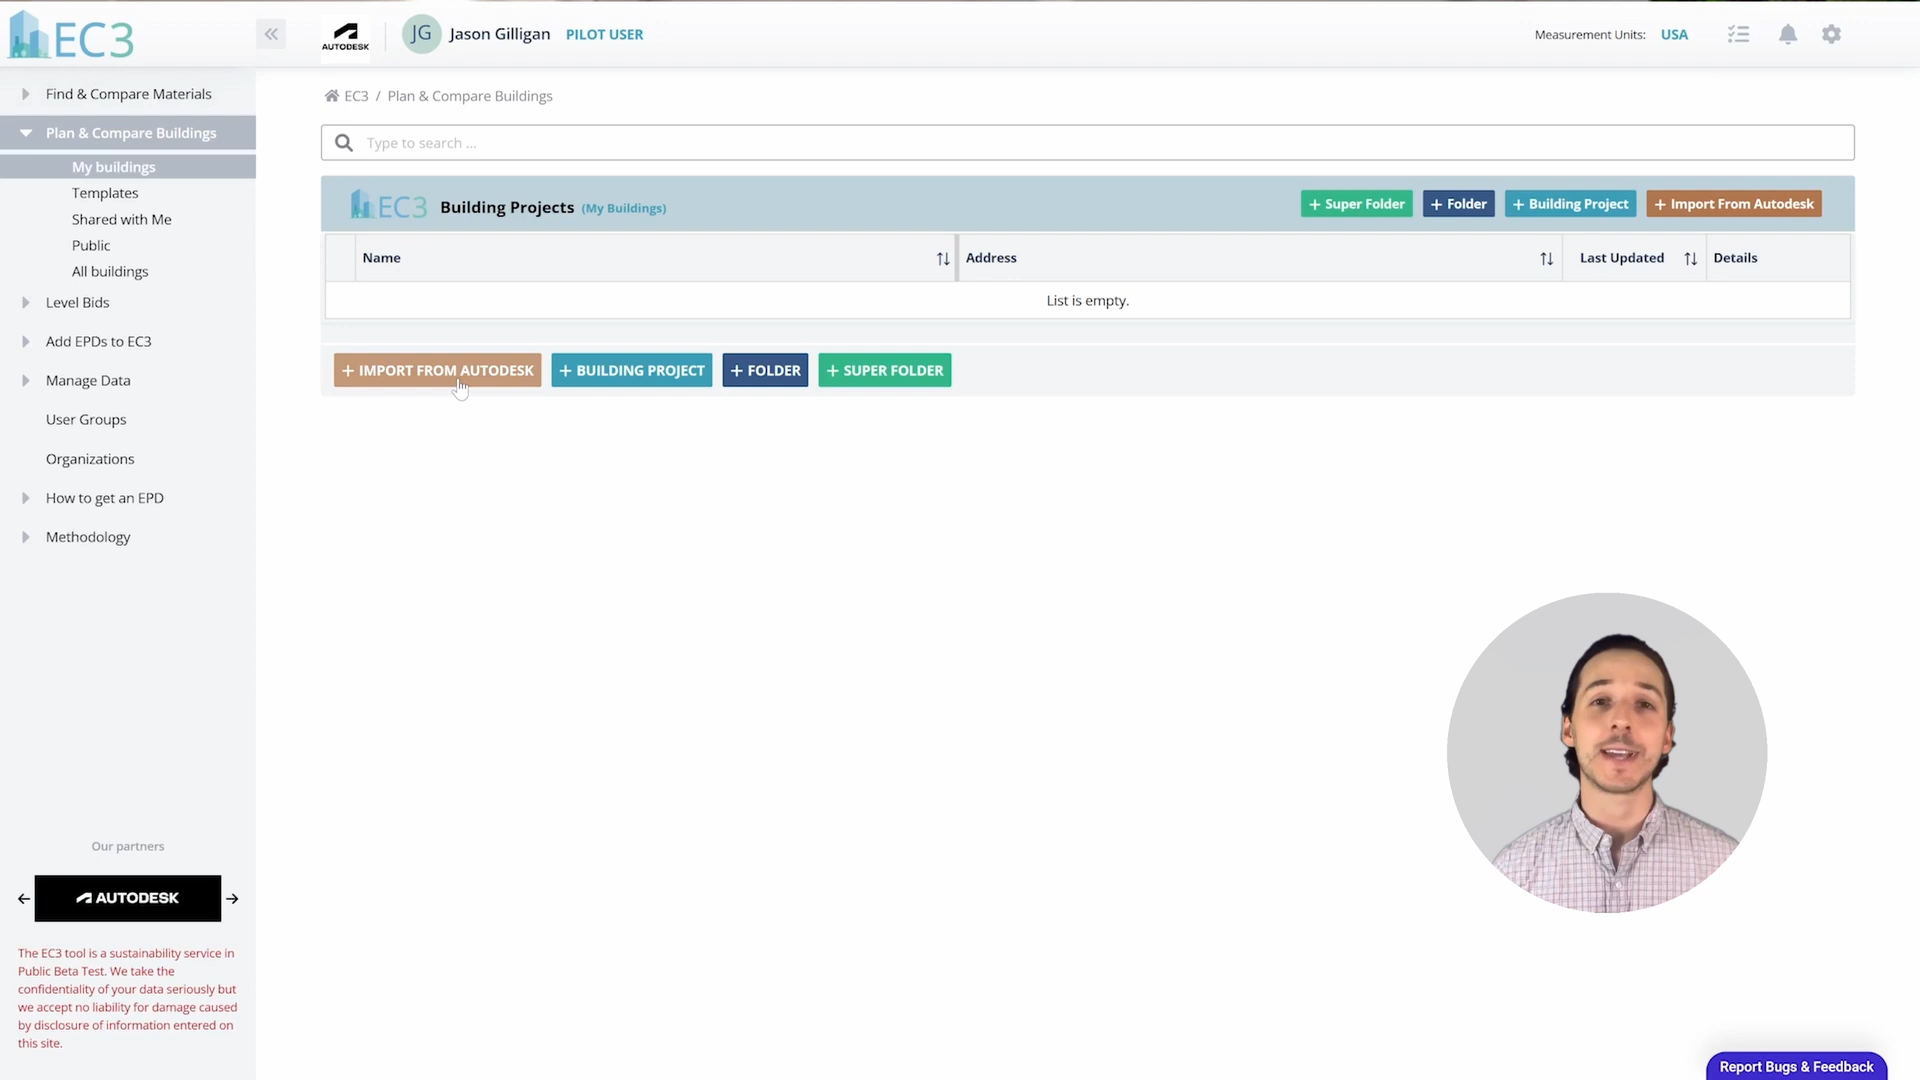 EC3
AUTODESK
JG Jason Gilligan PILOT USER
Measurement Units: USA
Find & Compare Materials
Plan & Compare Buildings
My buildings
Templates
Shared with Me
Public
All buildings
Level Bids
Add EPDs to EC3
Manage Data
User Groups
Organizations
How to get an EPD
Methodology
Our partners
AUTODESK
The EC3 tool is a sustainability service in
Public Beta Test. We take the
confidentiality of your data seriously but
we accept no liability for damage caused
by disclosure of information entered on
this site.
EC3 / Plan & Compare Buildings
Type to search ...
EC3 Building Projects (My Buildings)
+ Super Folder + Folder + Building Project + Import From Autodesk
Name Address Last Updated Details
List is empty.
+ IMPORT FROM AUTODESK + BUILDING PROJECT + FOLDER + SUPER FOLDER
Report Bugs & Feedback